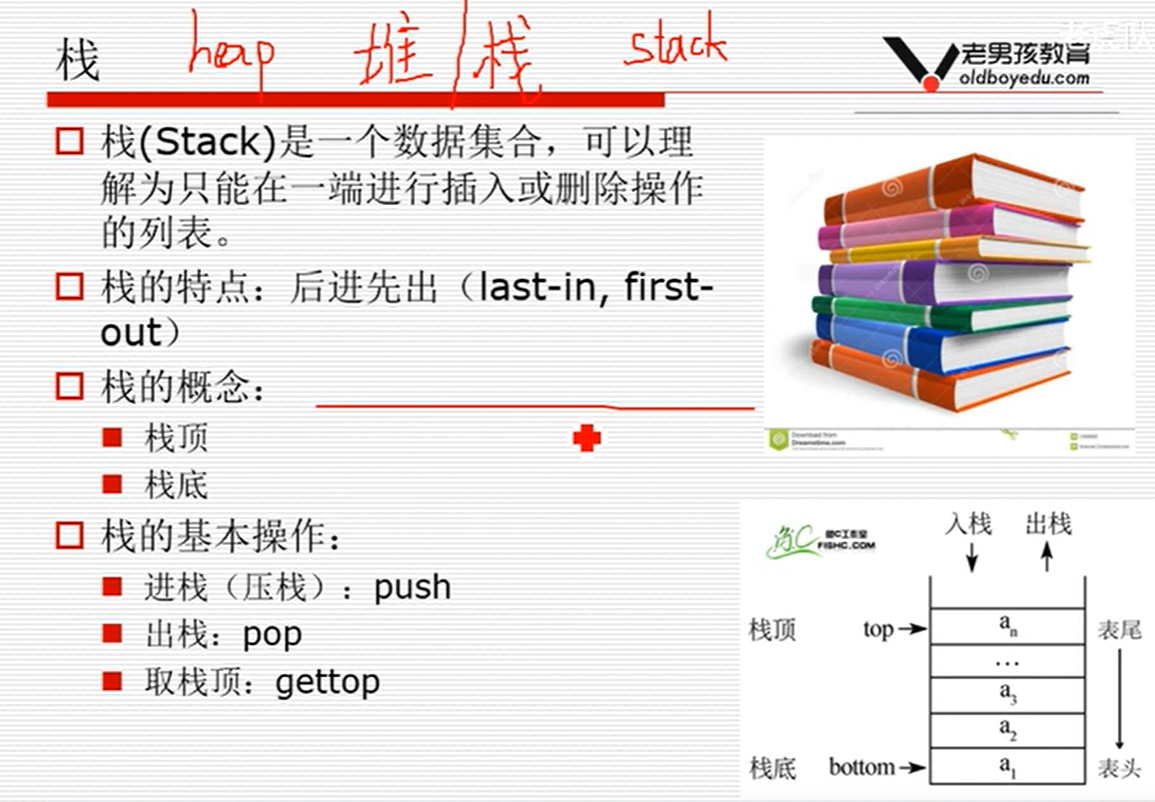 栈
heap 堆/栈 stack
老男孩教育
oldboyedu.com
栈(Stack)是一个数据集合，可以理
解为只能在一端进行插入或删除操作
的列表。
栈的特点：后进先出（last-in, first-
out）
栈的概念：
栈顶
栈底
栈的基本操作：
进栈（压栈）：push
出栈：pop
取栈顶：gettop
Download from
Dreamstime.com
鱼C工作室
FISHC.COM
入栈 出栈
栈顶 top an 表尾
…
a3
a2
栈底 bottom a1 表头